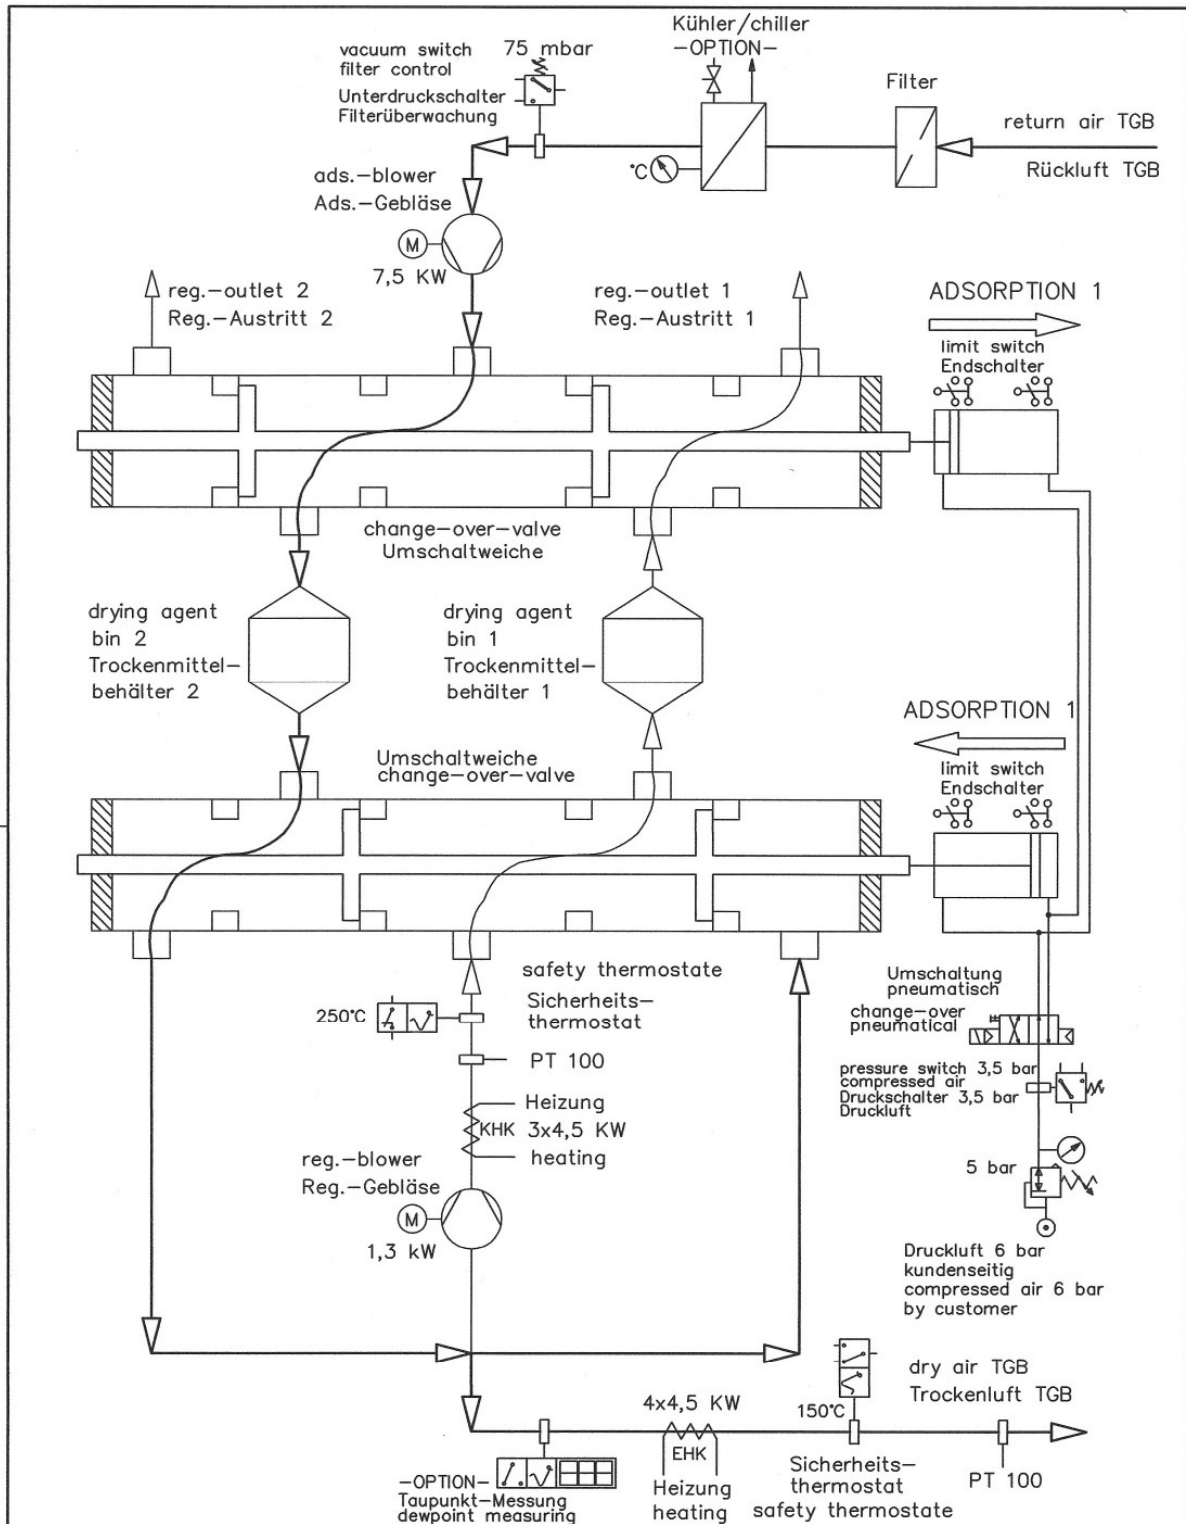 Kühler/chiller
-OPTION-
vacuum switch
filter control
75 mbar
Unterdruckschalter
Filterüberwachung
Filter
return air TGB
Rückluft TGB
°C
ads.-blower
Ads.-Gebläse
M
7,5 KW
reg.-outlet 2
Reg.-Austritt 2
reg.-outlet 1
Reg.-Austritt 1
ADSORPTION 1
limit switch
Endschalter
change-over-valve
Umschaltweiche
drying agent
bin 2
Trockenmittel-
behälter 2
drying agent
bin 1
Trockenmittel-
behälter 1
ADSORPTION 1
limit switch
Endschalter
Umschaltweiche
change-over-valve
safety thermostate
Sicherheits-
thermostat
250°C
PT 100
Heizung
KHK 3x4,5 KW
heating
reg.-blower
Reg.-Gebläse
M
1,3 kW
Umschaltung
pneumatisch
change-over
pneumatical
pressure switch 3,5 bar
compressed air
Druckschalter 3,5 bar
Druckluft
5 bar
Druckluft 6 bar
kundenseitig
compressed air 6 bar
by customer
dry air TGB
Trockenluft TGB
4x4,5 KW
150°C
EHK
Heizung
heating
Sicherheits-
thermostat
safety thermostate
PT 100
-OPTION-
Taupunkt-Messung
dewpoint measuring